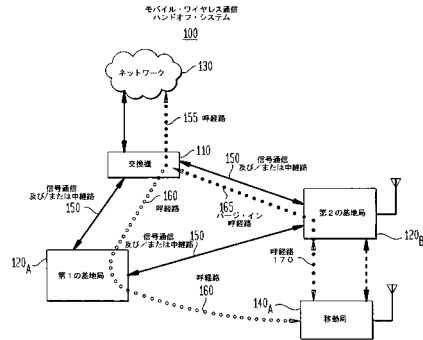 モバイル・ワイヤレス通信
ハンドオフ・システム
100
ネットワーク
130
155 呼経路
交換機
110
150
信号通信
及び/または中継路
信号通信
及び/または中継路
150
160
呼経路
165
バージ・イン
呼経路
第2の基地局
120B
信号通信
及び/または中継路
150
120A
第1の基地局
呼経路
170
呼経路
160
140A
移動局